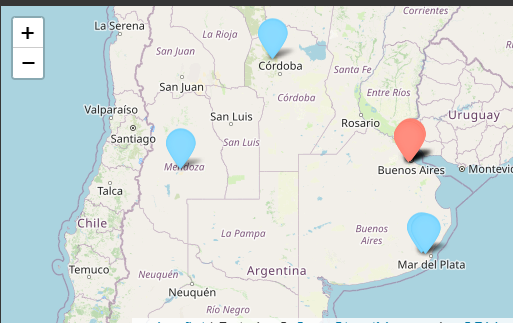 +
−
Corrientes
La Serena
La Rioja
San Juan
Córdoba
Santa Fe
San Juan
Entre Ríos
Córdoba
Valparaíso
San Luis
Rosario
Uruguay
Santiago
San Luis
Mendoza
Buenos Aires
Montevid
Talca
Chile
La Pampa
Buenos
Aires
Mar del Plata
Temuco
Neuquén
Argentina
Neuquén
Río Negro